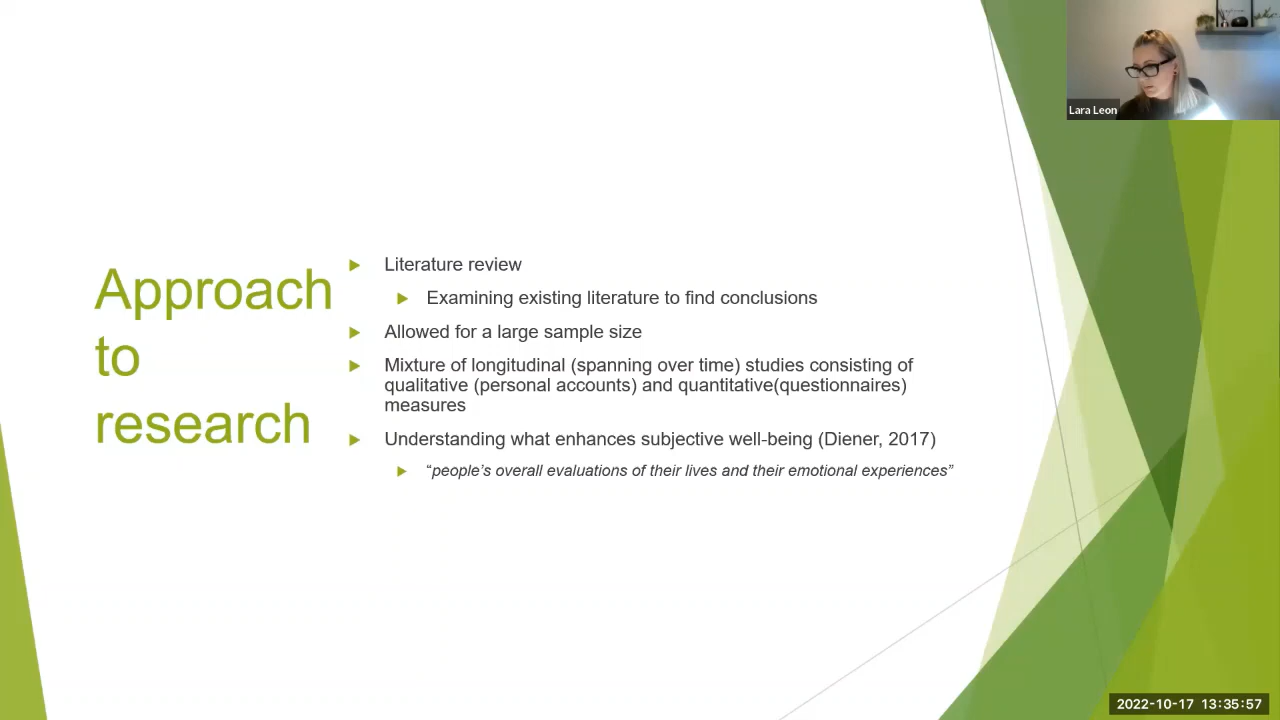 Approach
to
research
Literature review
Examining existing literature to find conclusions
Allowed for a large sample size
Mixture of longitudinal (spanning over time) studies consisting of
qualitative (personal accounts) and quantitative(questionnaires)
measures
Understanding what enhances subjective well-being (Diener, 2017)
“people’s overall evaluations of their lives and their emotional experiences”
Lara Leon
2022-10-17 13:35:57